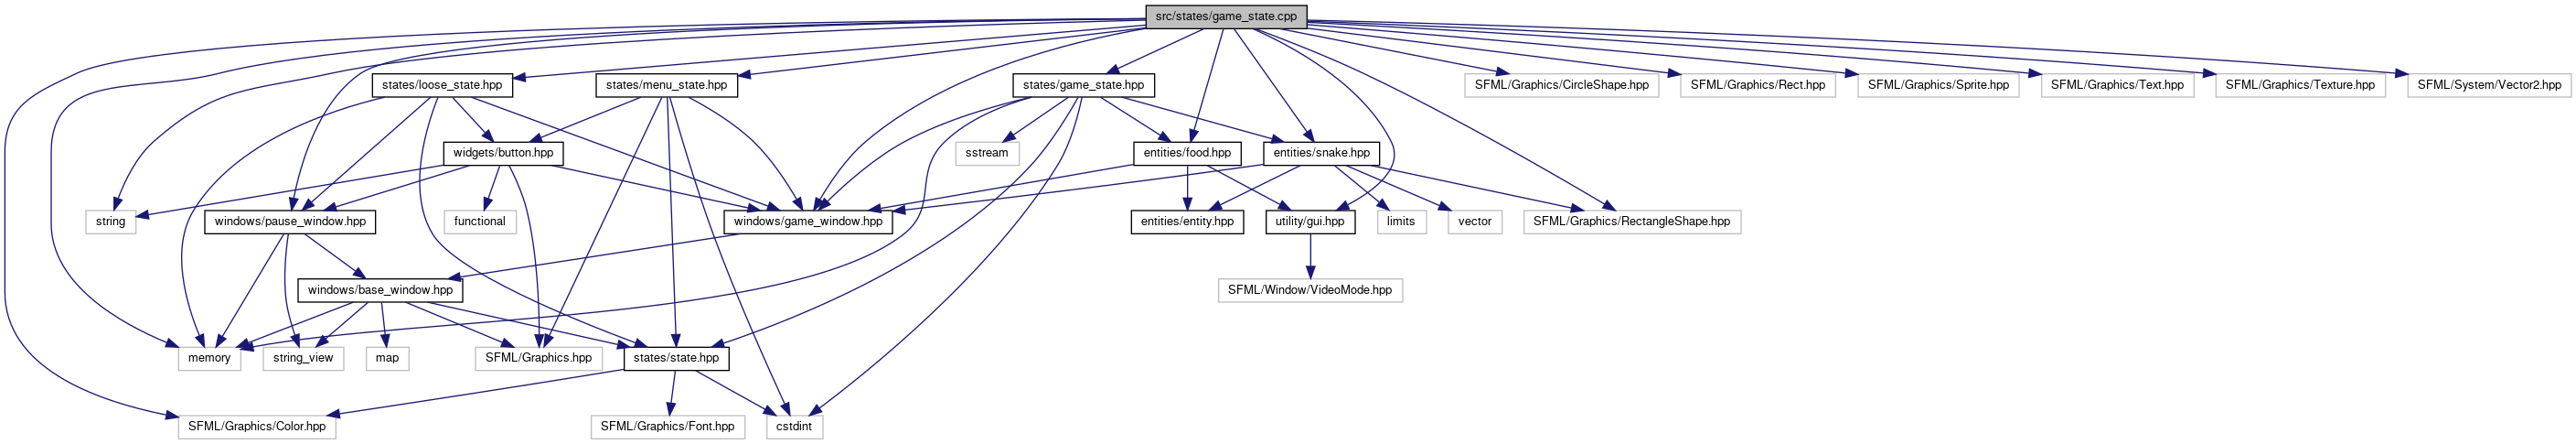 src/states/game_state.cpp
states/loose_state.hpp
states/menu_state.hpp
states/game_state.hpp
SFML/Graphics/CircleShape.hpp
SFML/Graphics/Rect.hpp
SFML/Graphics/Sprite.hpp
SFML/Graphics/Text.hpp
SFML/Graphics/Texture.hpp
SFML/System/Vector2.hpp
widgets/button.hpp
sstream
entities/food.hpp
entities/snake.hpp
string
windows/pause_window.hpp
functional
windows/game_window.hpp
entities/entity.hpp
utility/gui.hpp
limits
vector
SFML/Graphics/RectangleShape.hpp
windows/base_window.hpp
SFML/Window/VideoMode.hpp
memory
string_view
map
SFML/Graphics.hpp
states/state.hpp
SFML/Graphics/Color.hpp
SFML/Graphics/Font.hpp
cstdint